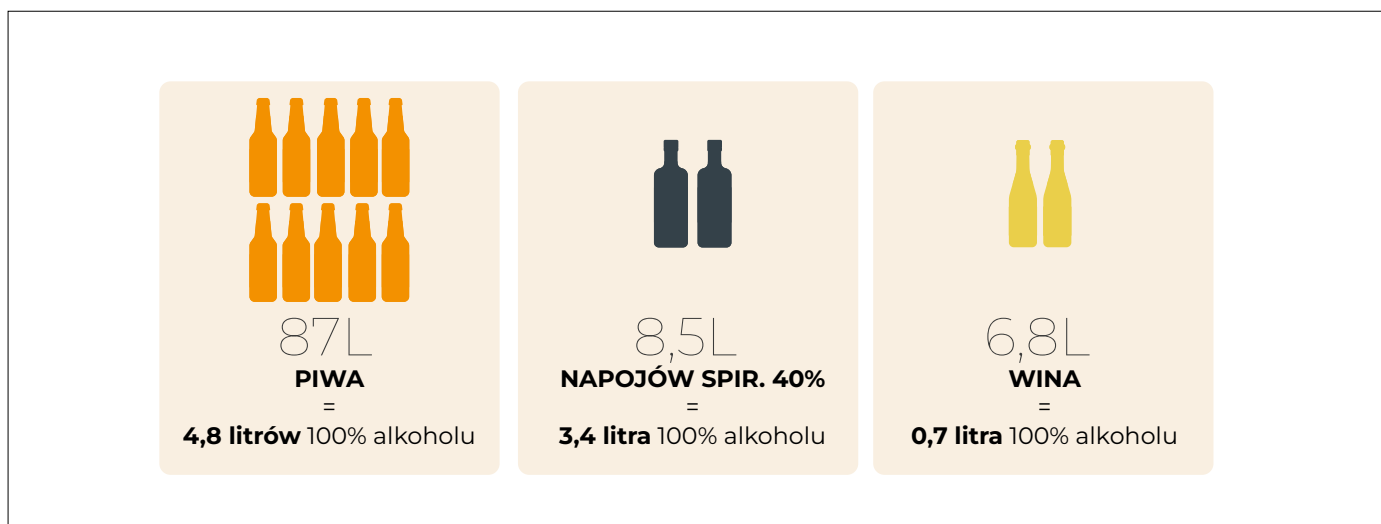 87L
PIWA
=
4,8 litrów 100% alkoholu
8,5L
NAPOJÓW SPIR. 40%
=
3,4 litra 100% alkoholu
6,8L
WINA
=
0,7 litra 100% alkoholu